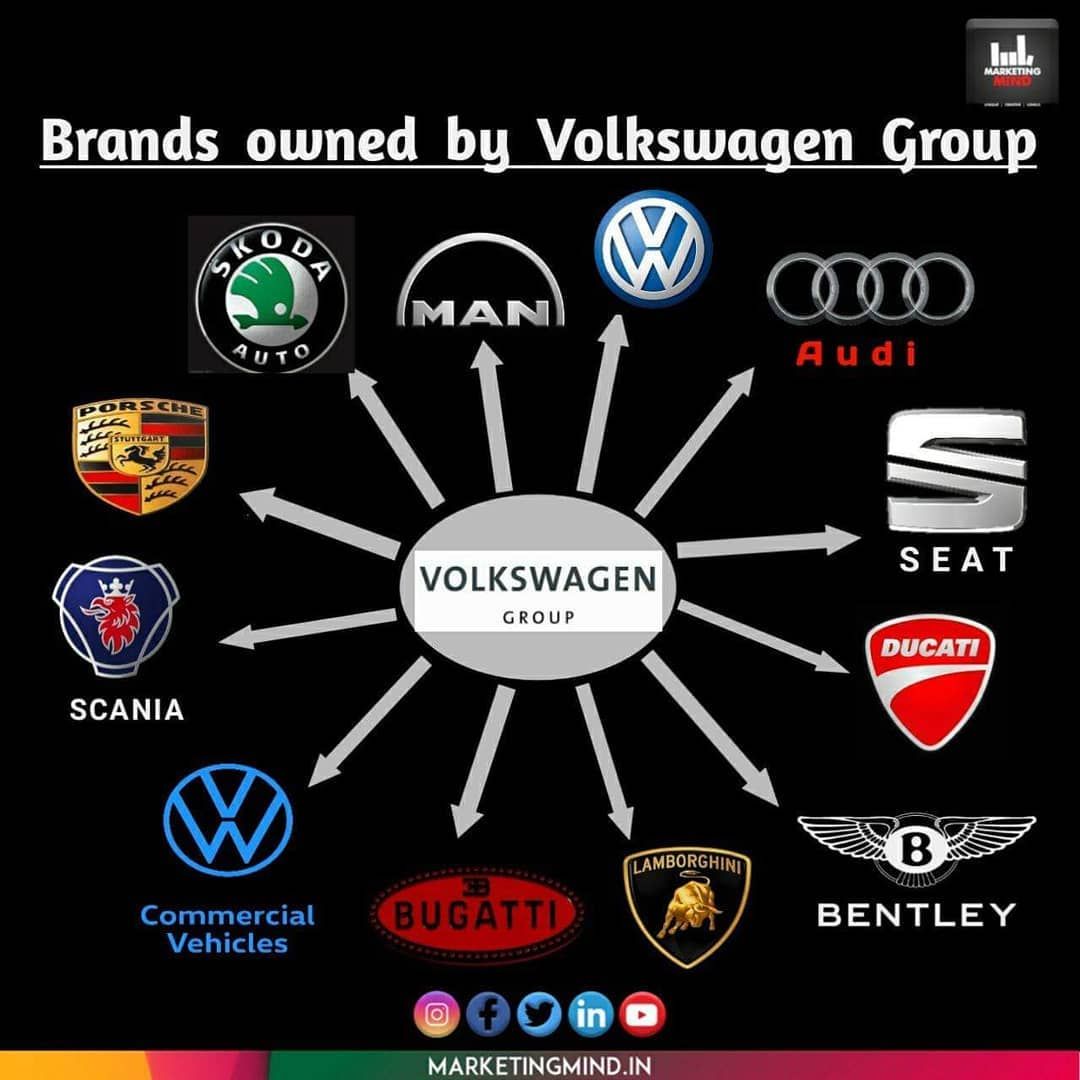 MARKETING
MIND
Brands owned by Volkswagen Group
SKODA
AUTO
MAN
Audi
PORSCHE
STUTTGART
SEAT
VOLKSWAGEN
GROUP
DUCATI
SCANIA
LAMBORGHINI
B
BUGATTI
BENTLEY
Commercial
Vehicles
in
MARKETINGMIND.IN